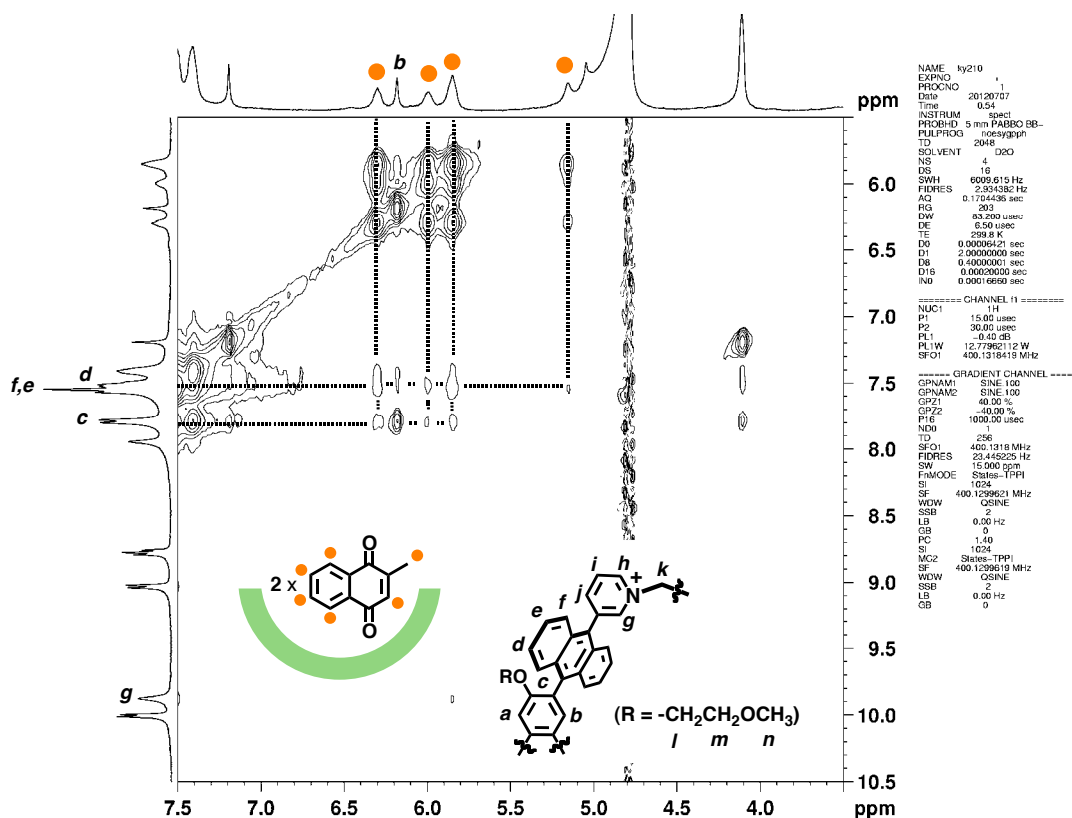 b
ppm
6.0
6.5
7.0
7.5
8.0
8.5
9.0
9.5
10.0
10.5
d
f,e
c
g
7.5 7.0 6.5 6.0 5.5 5.0 4.5 4.0 ppm
O
2 x
O
i h k
N +
j
g
e f
d
RO c
a b
(R = -CH2CH2OCH3)
l m n
NAME ky210
EXPNO
PROCNO 1
Date 20120707
Time 0.54
INSTRUM spect
PROBHD 5 mm PABBO BB-
PULPROG noesygpph
TD 2048
SOLVENT D2O
NS 4
DS 16
SWH 6009.615 Hz
FIDRES 2.934382 Hz
AQ 0.1704436 sec
RG 203
DW 83.200 usec
DE 6.50 usec
TE 299.8 K
D0 0.00006421 sec
D1 2.00000000 sec
D8 0.40000001 sec
D16 0.00020000 sec
IN0 0.00016660 sec
======== CHANNEL f1 ========
NUC1 1H
P1 15.00 usec
P2 30.00 usec
PL1 -0.40 dB
PL1W 12.77962112 W
SFO1 400.1318419 MHz
====== GRADIENT CHANNEL =====
GPNAM1 SINE.100
GPNAM2 SINE.100
GPZ1 40.00 %
GPZ2 -40.00 %
P16 1000.00 usec
ND0 1
TD 256
SFO1 400.1318 MHz
FIDRES 23.445225 Hz
SW 15.000 ppm
FnMODE States-TPPI
SI 1024
SF 400.1299621 MHz
WDW QSINE
SSB 2
LB 0.00 Hz
GB 0
PC 1.40
SI 1024
MC2 States-TPPI
SF 400.1299619 MHz
WDW QSINE
SSB 2
LB 0.00 Hz
GB 0